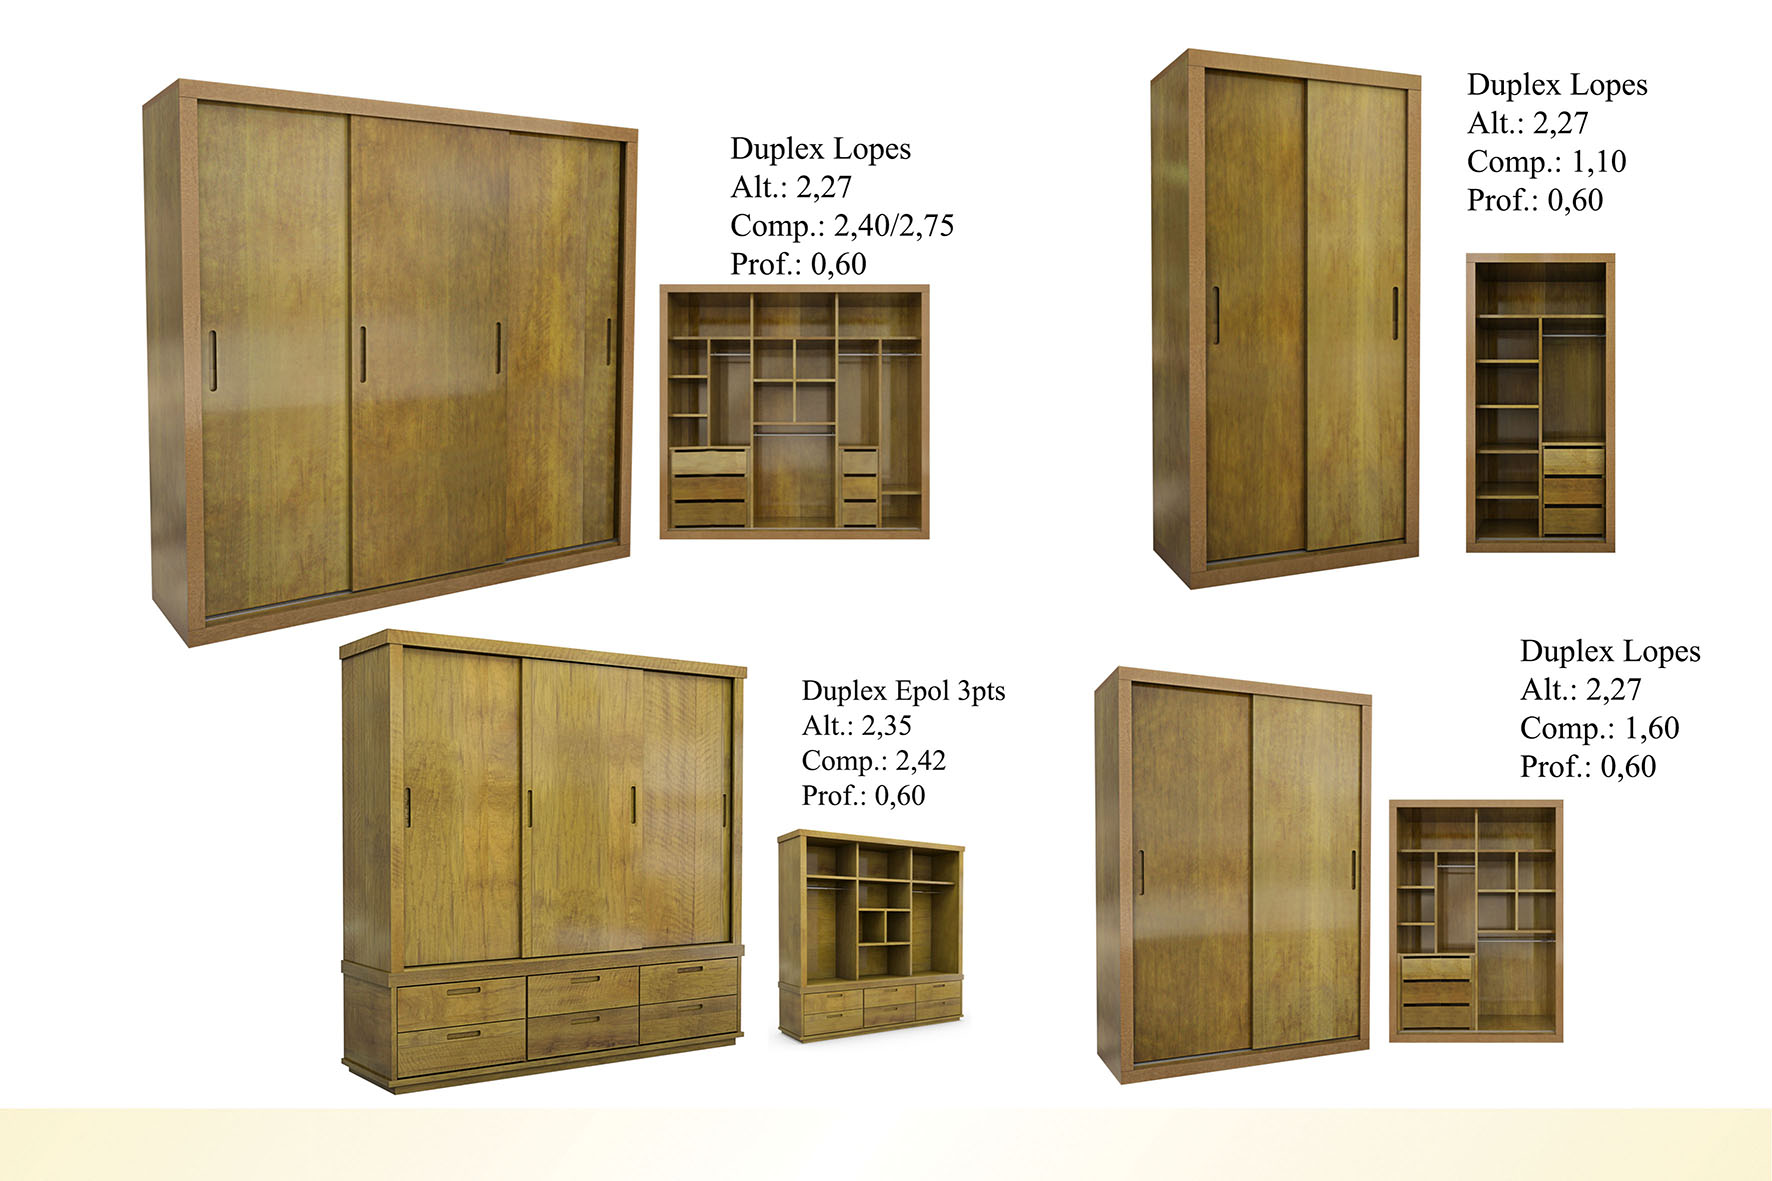 Duplex Lopes
Alt.: 2,27
Comp.: 2,40/2,75
Prof.: 0,60
Duplex Lopes
Alt.: 2,27
Comp.: 1,10
Prof.: 0,60
Duplex Epol 3pts
Alt.: 2,35
Comp.: 2,42
Prof.: 0,60
Duplex Lopes
Alt.: 2,27
Comp.: 1,60
Prof.: 0,60